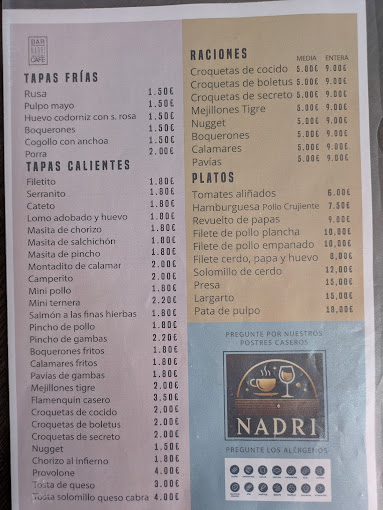 BAR
CAFE
TAPAS FRÍAS
Rusa 1.50€
Pulpo mayo 1.50€
Huevo codorniz con s. rosa 1.50€
Boquerones 1.50€
Cogollo con anchoa 1.50€
Porra 2.00€
TAPAS CALIENTES
Filetito 1.80€
Serranito 1.80€
Cateto 1.80€
Lomo adobado y huevo 1.80€
Masita de chorizo 1.80€
Masita de salchichón 1.80€
Masita de pincho 1.80€
Montadito de calamar 2.00€
Camperito 2.00€
Mini pollo 1.80€
Mini ternera 2.20€
Salmón a las finas hierbas 1.80€
Pincho de pollo 1.80€
Pincho de gambas 2.20€
Boquerones fritos 1.80€
Calamares fritos 1.80€
Pavías de gambas 1.80€
Mejillones tigre 2.00€
Flamenquín casero 3.50€
Croquetas de cocido 2.00€
Croquetas de boletus 2.00€
Croquetas de secreto 2.00€
Nugget 1.50€
Chorizo al infierno 1.80€
Provolone 4.00€
Tosta de queso 3.00€
Tosta solomillo queso cabra 4.00€
RACIONES MEDIA ENTERA
Croquetas de cocido 5.00€ 9.00€
Croquetas de boletus 5.00€ 9.00€
Croquetas de secreto 5.00€ 9.00€
Mejillones Tigre 5.00€ 9.00€
Nugget 5.00€ 9.00€
Boquerones 5.00€ 9.00€
Calamares 5.00€ 9.00€
Pavías 5.00€ 9.00€
PLATOS
Tomates aliñados 6.00€
Hamburguesa Pollo Crujiente 7.50€
Revuelto de papas 9.00€
Filete de pollo plancha 10.00€
Filete de pollo empanado 10.00€
Filete cerdo, papa y huevo 8.00€
Solomillo de cerdo 12.00€
Presa 15.00€
Largarto 15.00€
Pata de pulpo 18.00€
PREGUNTE POR NUESTROS
POSTRES CASEROS
NADRI
PREGUNTE LOS ALÉRGENOS